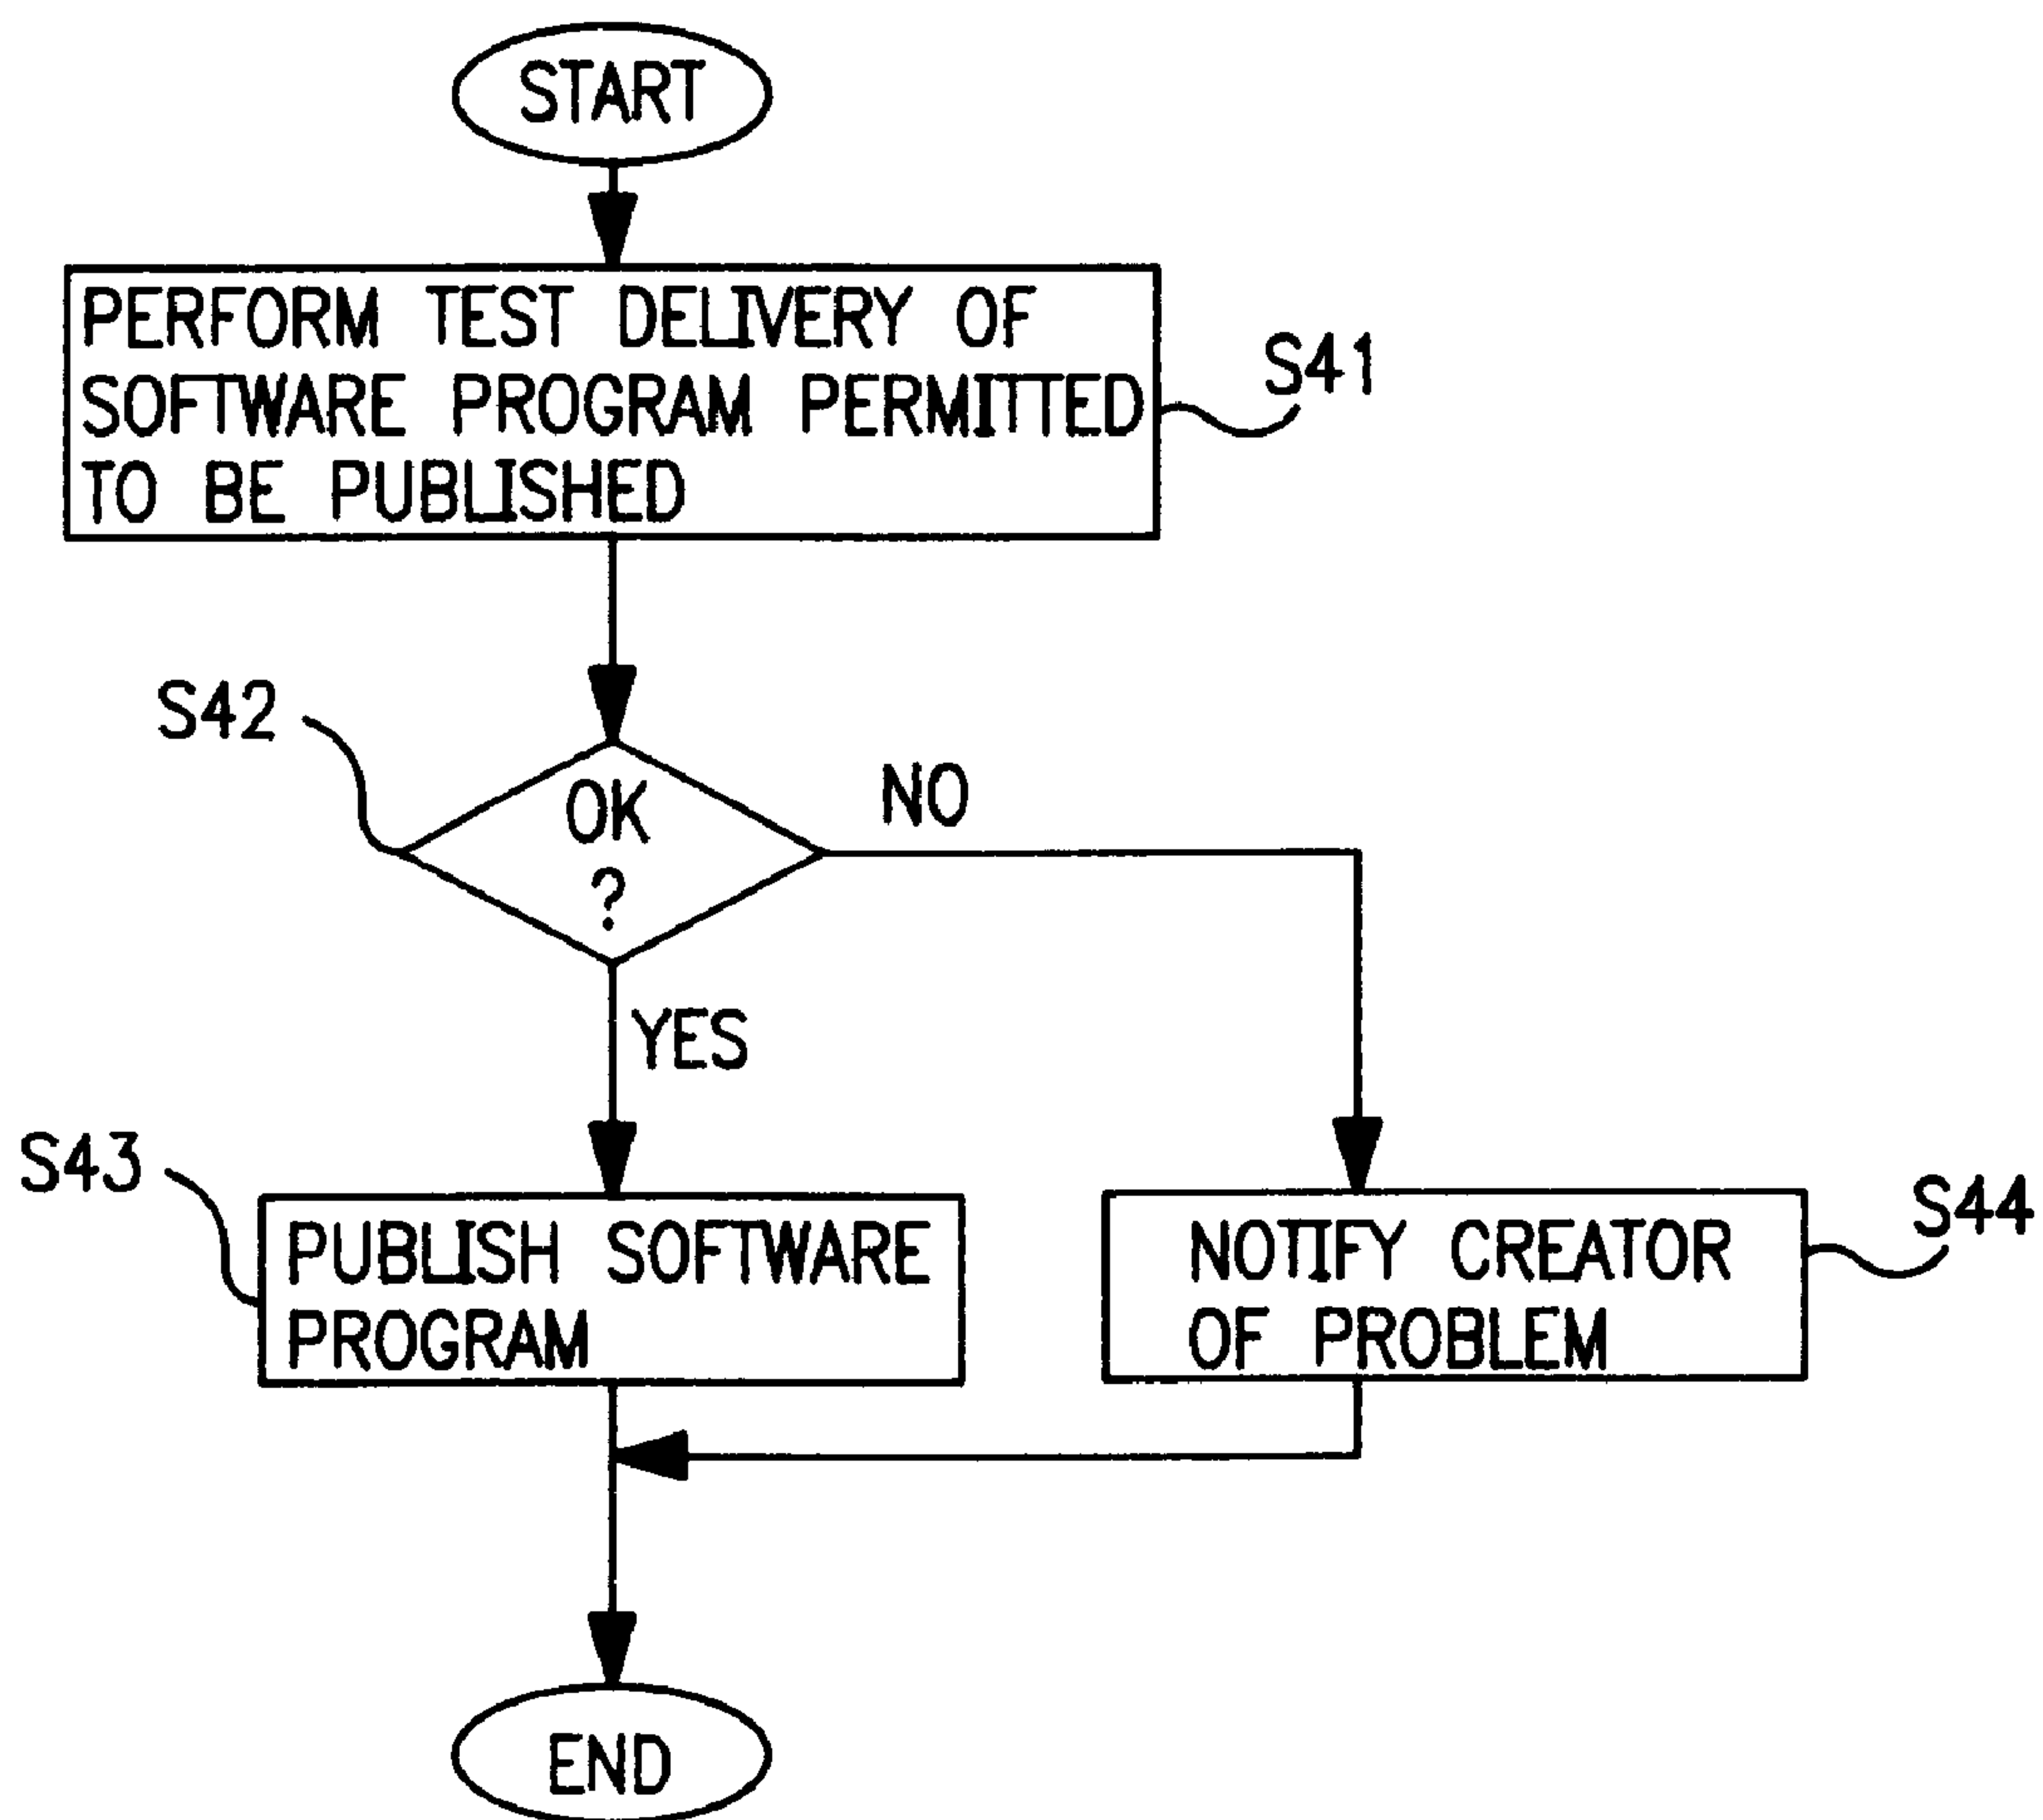 START
PERFORM TEST DELIVERY OF
SOFTWARE PROGRAM PERMITTED
TO BE PUBLISHED
S41
S42
OK
?
NO
YES
S43
PUBLISH SOFTWARE
PROGRAM
NOTIFY CREATOR
OF PROBLEM
S44
END